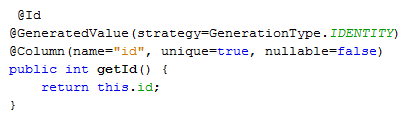 @Id
@GeneratedValue(strategy=GenerationType.IDENTITY)
@Column(name="id", unique=true, nullable=false)
public int getId() {
    return this.id;
}